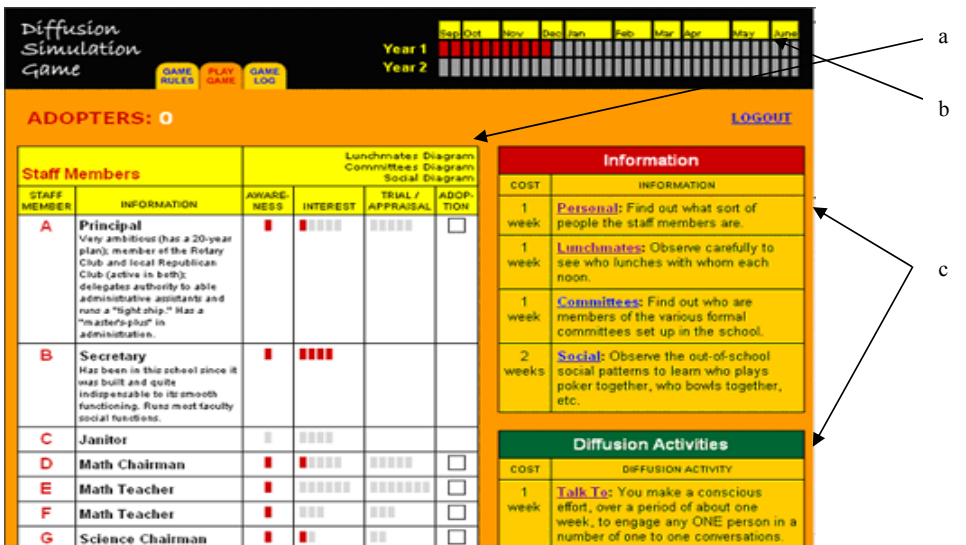 Diffusion
Simulation
Game
GAME RULES
PLAY GAME
GAME LOG
Sep Oct Nov Dec Jan Feb Mar Apr May June
Year 1
Year 2
a
b
c
ADOPTERS: 0
LOGOUT
Staff Members
Lunchmates Diagram
Committees Diagram
Social Diagram
STAFF MEMBER
INFORMATION
AWARE-NESS
INTEREST
TRIAL / APPRAISAL
ADOP-TION
A
Principal
Very ambitious (has a 20-year
plan); member of the Rotary
Club and local Republican
Club (active in both);
delegates authority to able
administrative assistants and
runs a "tight ship." Has a
"master's-plus" in
administration.
B
Secretary
Has been in this school since it
was built and quite
indispensable to its smooth
functioning. Runs most faculty
social functions.
C Janitor
D Math Chairman
E Math Teacher
F Math Teacher
G Science Chairman
Information
COST INFORMATION
1 week
Personal: Find out what sort of
people the staff members are.
1 week
Lunchmates: Observe carefully to
see who lunches with whom each
noon.
1 week
Committees: Find out who are
members of the various formal
committees set up in the school.
2 weeks
Social: Observe the out-of-school
social patterns to learn who plays
poker together, who bowls together,
etc.
Diffusion Activities
COST DIFFUSION ACTIVITY
1 week
Talk To: You make a conscious
effort, over a period of about one
week, to engage any ONE person in a
number of one to one conversations.